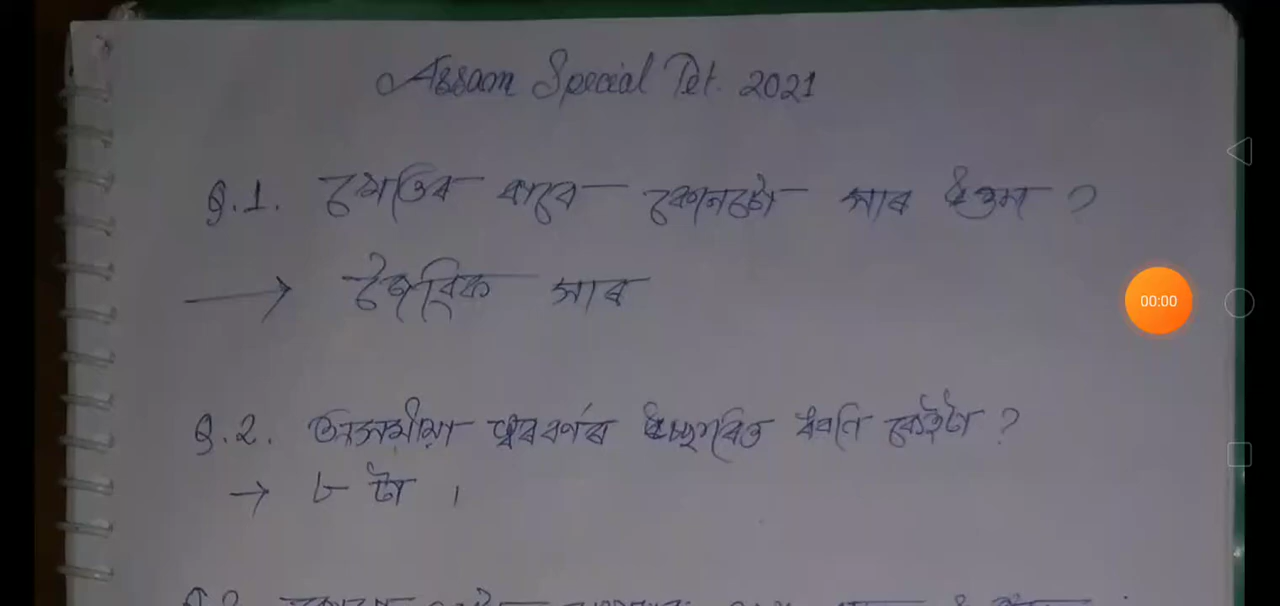 Assam Special Tet. 2021
Q.1. খেতিৰ বাবে কোনটো সাৰ উত্তম ?
→ জৈৱিক সাৰ
00:00
Q.2. অসমীয়া স্বৰবৰ্ণৰ উচ্চাৰিত ধ্বনি কেইটা ?
→ ৮ টা ।